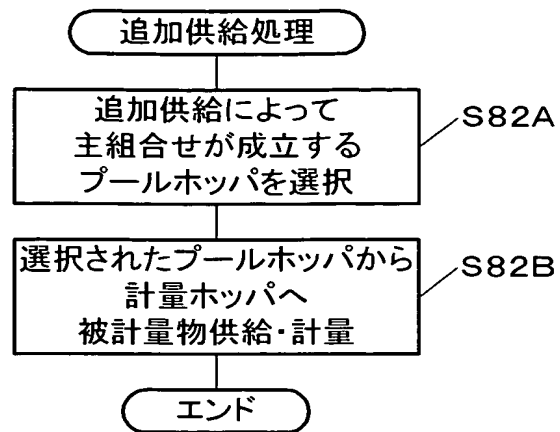 追加供給処理
追加供給によって
主組合せが成立する
プールホッパを選択
S82A
選択されたプールホッパから
計量ホッパへ
被計量物供給・計量
S82B
エンド